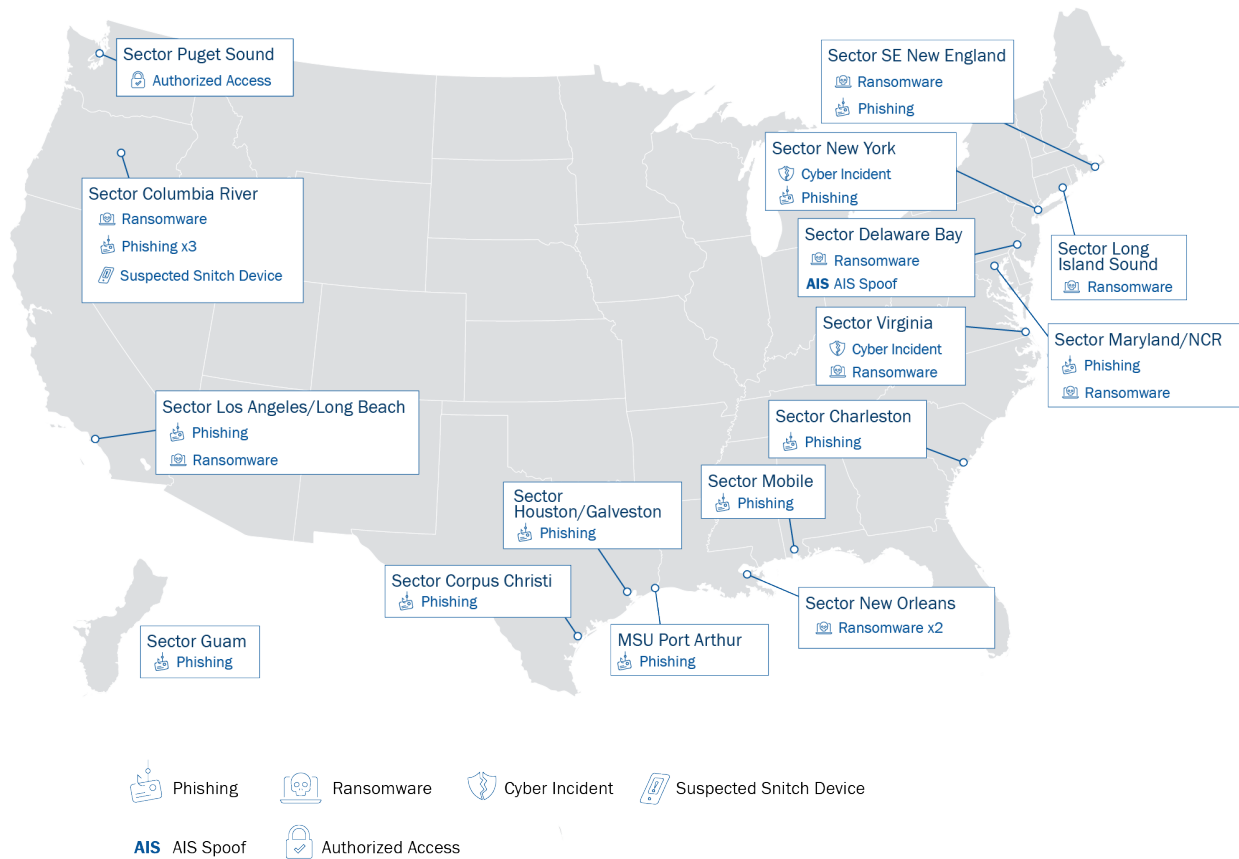 Sector Puget Sound
Authorized Access
Sector SE New England
Ransomware
Phishing
Sector New York
Cyber Incident
Phishing
Sector Columbia River
Ransomware
Phishing x3
Suspected Snitch Device
Sector Delaware Bay
Ransomware
AIS AIS Spoof
Sector Long
Island Sound
Ransomware
Sector Virginia
Cyber Incident
Ransomware
Sector Maryland/NCR
Phishing
Ransomware
Sector Los Angeles/Long Beach
Phishing
Ransomware
Sector Charleston
Phishing
Sector Mobile
Phishing
Sector
Houston/Galveston
Phishing
Sector Corpus Christi
Phishing
Sector New Orleans
Ransomware x2
MSU Port Arthur
Phishing
Sector Guam
Phishing
Phishing
Ransomware
Cyber Incident
Suspected Snitch Device
AIS AIS Spoof
Authorized Access